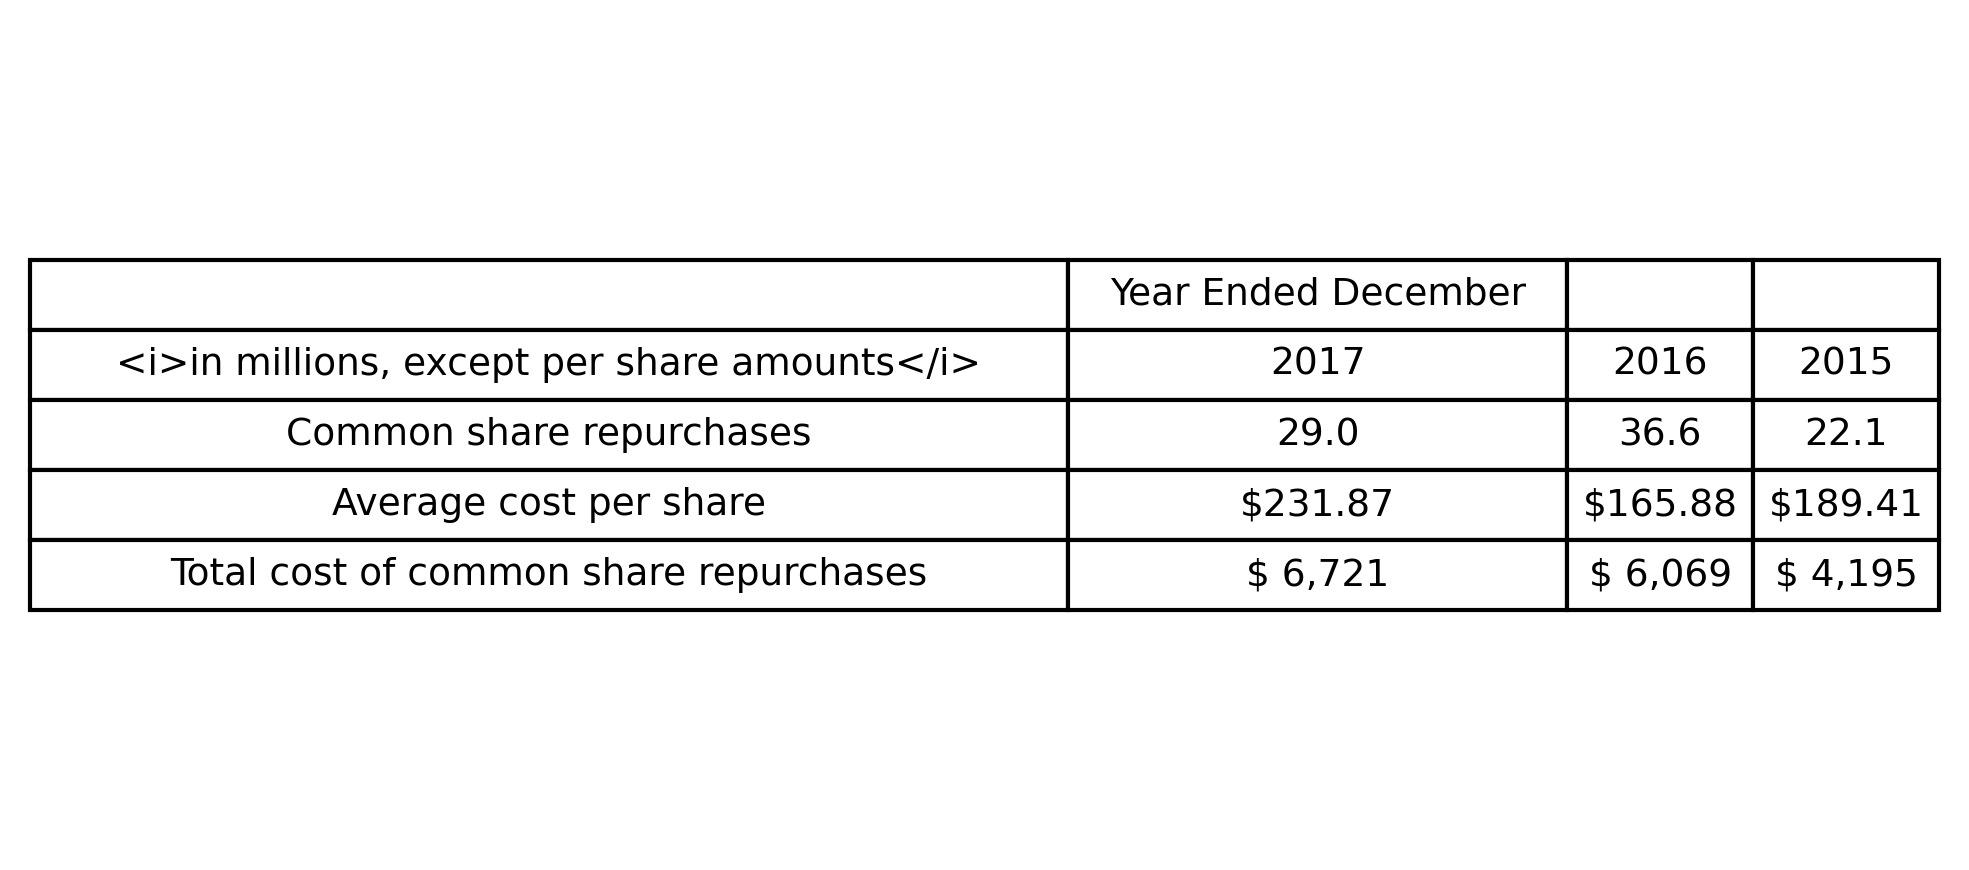 Year Ended December
<i>in millions, except per share amounts</i> 2017 2016 2015
Common share repurchases 29.0 36.6 22.1
Average cost per share $231.87 $165.88 $189.41
Total cost of common share repurchases $ 6,721 $ 6,069 $ 4,195